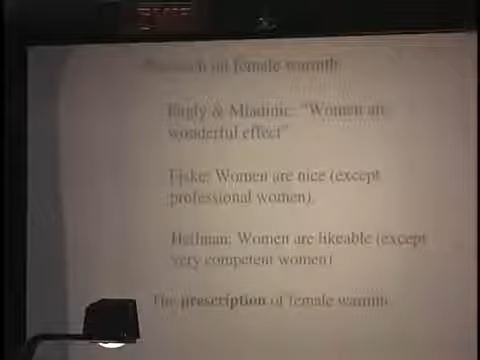 Research on female warmth
Eagly & Mladinic: "Women are
wonderful effect"
Fiske: Women are nice (except
professional women).
Heilman: Women are likeable (except
very competent women)
The prescription of female warmth